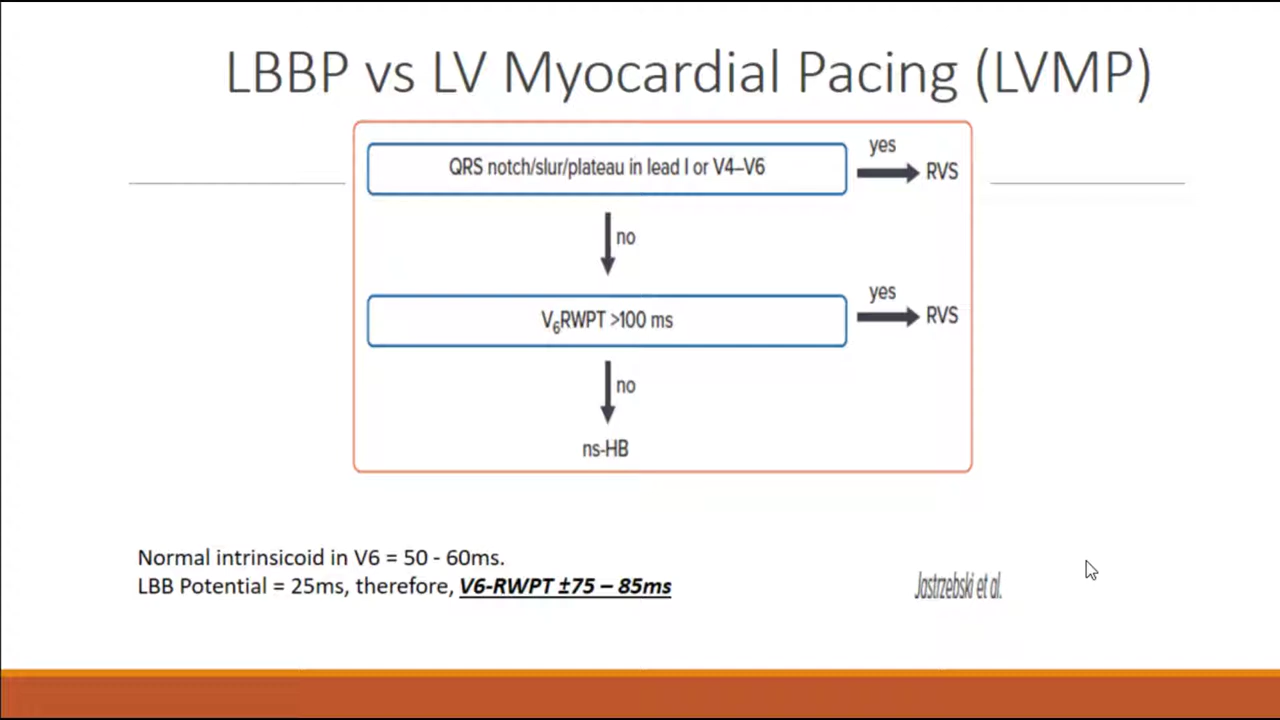 LBBP vs LV Myocardial Pacing (LVMP)
QRS notch/slur/plateau in lead I or V4–V6
yes
RVS
no
V₆RWPT >100 ms
yes
RVS
no
ns-HB
Normal intrinsicoid in V6 = 50 - 60ms.
LBB Potential = 25ms, therefore, V6-RWPT ±75 – 85ms
Jastrzebski et al.